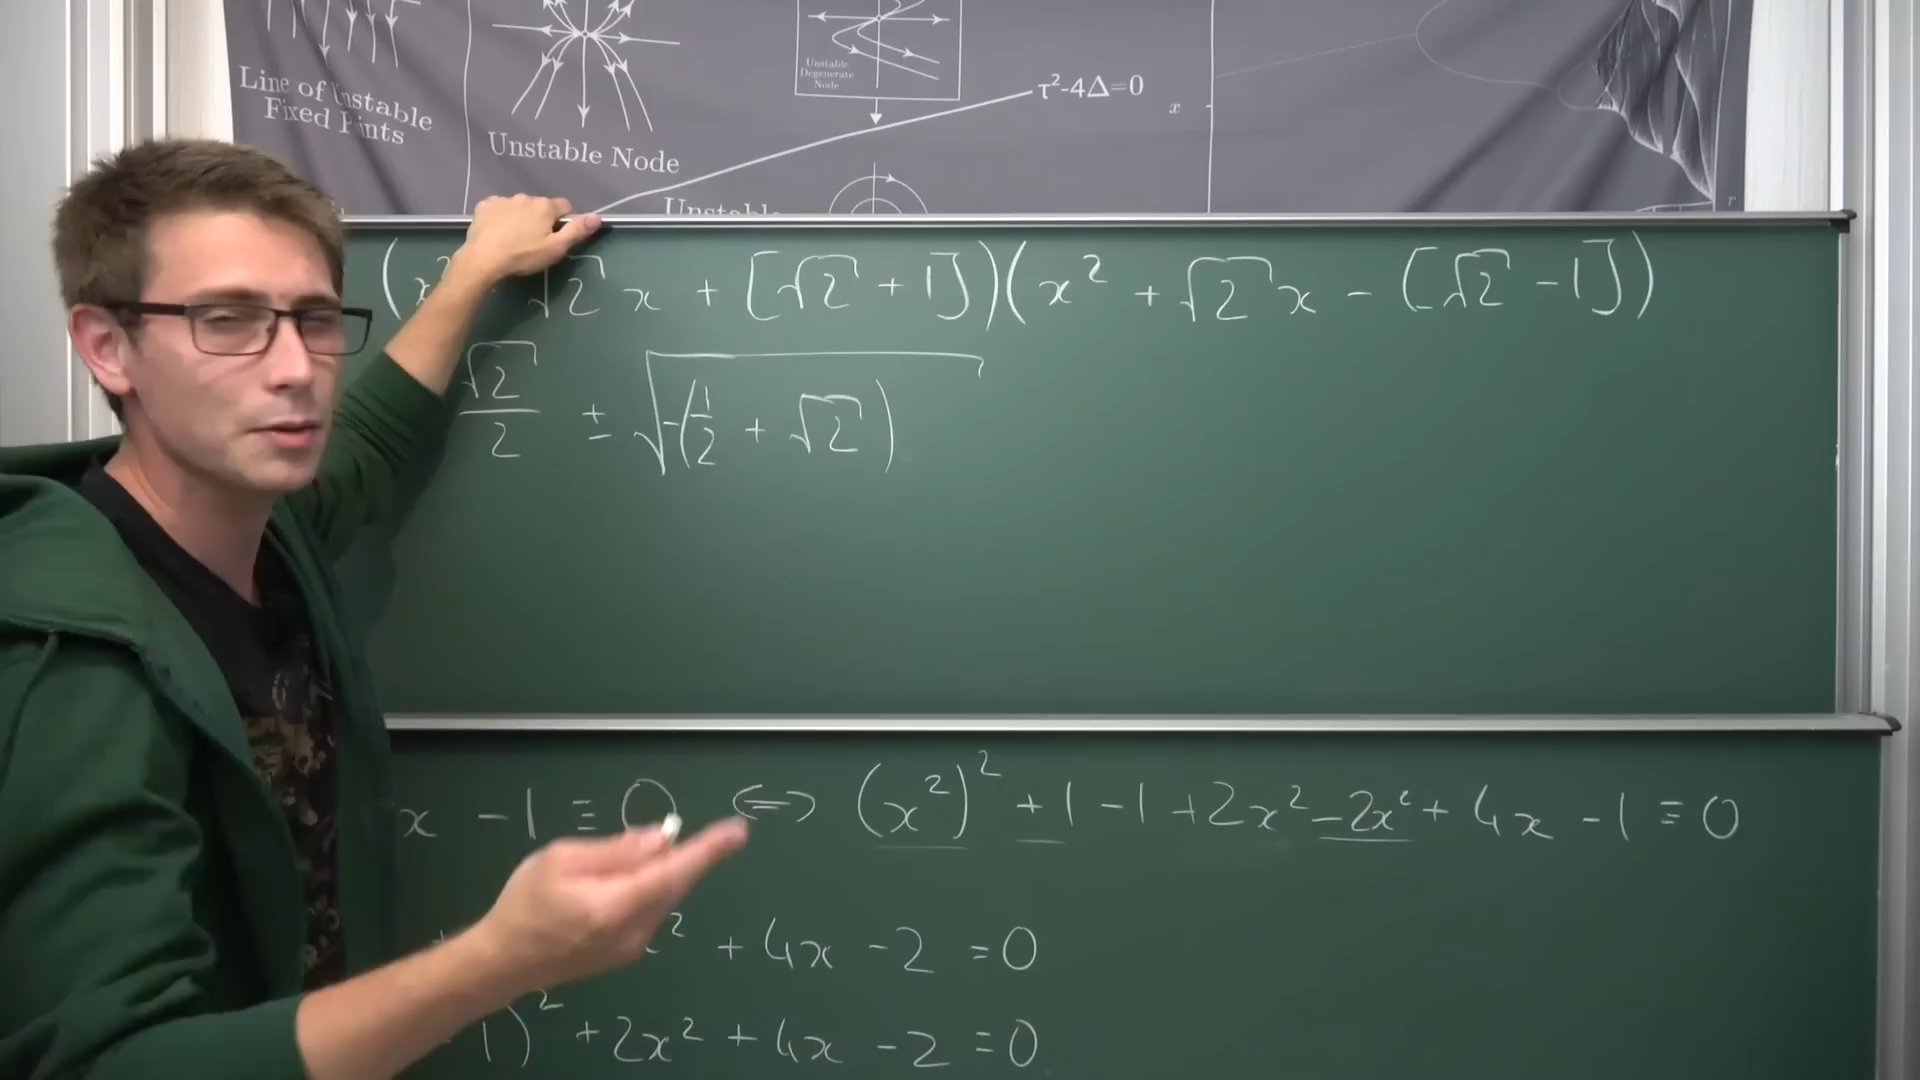 Line of Unstable
Fixed Points
Unstable Node
Unstable
Degenerate
Node
τ²-4Δ=0
x
r
(x² √2 x + [√2 + 1])(x² + √2 x - [√2 - 1])
√2/2 ± √(-(1/2 + √2))
x - 1 = 0 ⇔ (x²)² + 1 - 1 + 2x² - 2x² + 4x - 1 = 0
² + 4x - 2 = 0
1)² + 2x² + 4x - 2 = 0